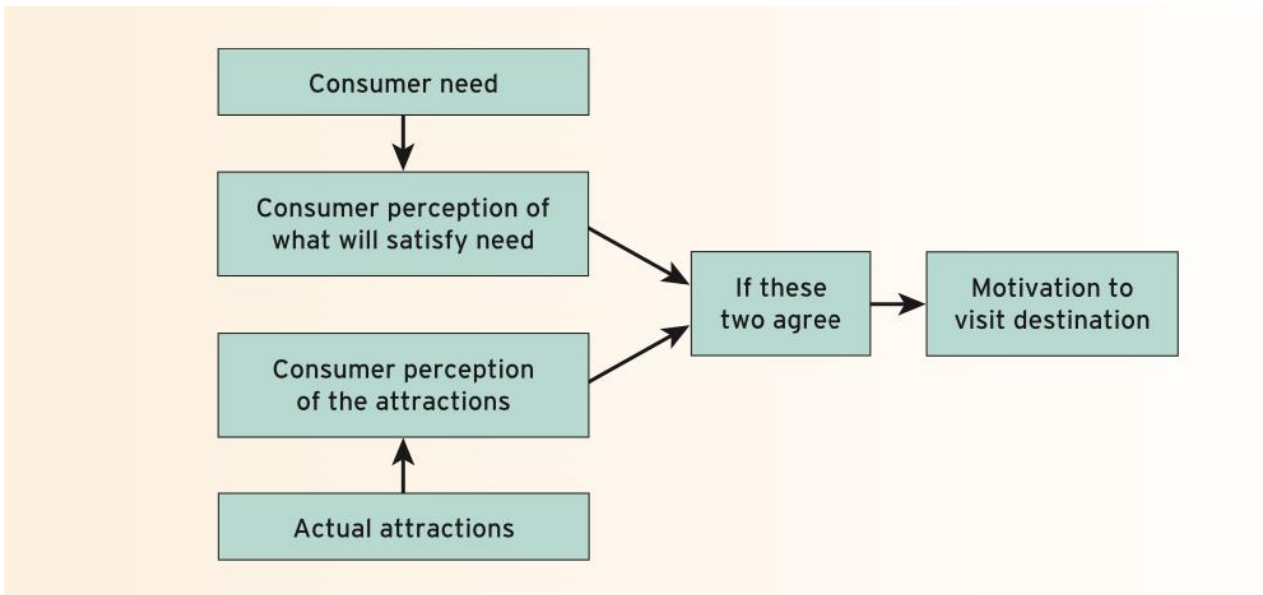 Consumer need
Consumer perception of
what will satisfy need
Consumer perception
of the attractions
Actual attractions
If these
two agree
Motivation to
visit destination